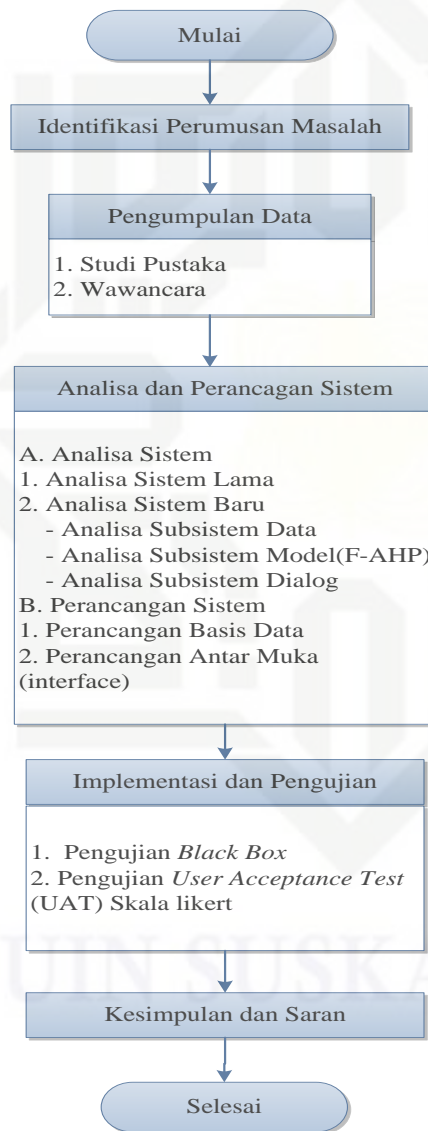 Mulai
Identifikasi Perumusan Masalah
Pengumpulan Data
1. Studi Pustaka
2. Wawancara
Analisa dan Perancagan Sistem
A. Analisa Sistem
1. Analisa Sistem Lama
2. Analisa Sistem Baru
- Analisa Subsistem Data
- Analisa Subsistem Model(F-AHP)
- Analisa Subsistem Dialog
B. Perancangan Sistem
1. Perancangan Basis Data
2. Perancangan Antar Muka
(interface)
Implementasi dan Pengujian
1. Pengujian Black Box
2. Pengujian User Acceptance Test
(UAT) Skala likert
UIN SUSKA
Kesimpulan dan Saran
Selesai